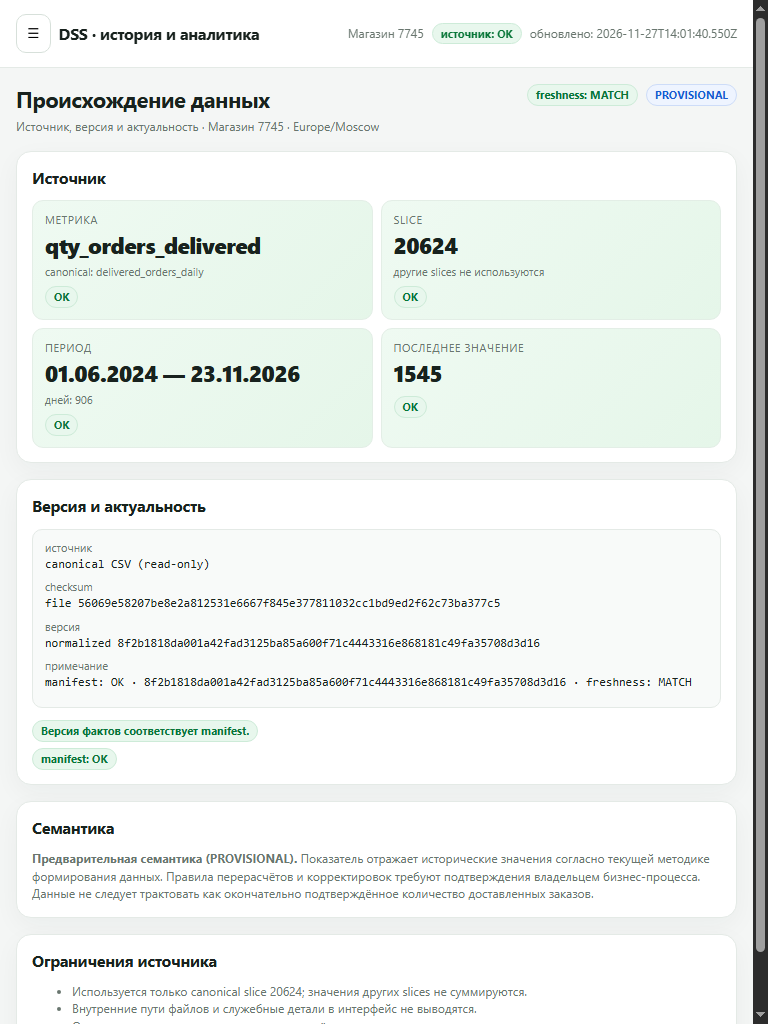 ☰ DSS · история и аналитика Магазин 7745 источник: OK обновлено: 2026-11-27T14:01:40.550Z
Происхождение данных freshness: MATCH PROVISIONAL
Источник, версия и актуальность · Магазин 7745 · Europe/Moscow
Источник
МЕТРИКА
qty_orders_delivered
canonical: delivered_orders_daily
OK
SLICE
20624
другие slices не используются
OK
ПЕРИОД
01.06.2024 — 23.11.2026
дней: 906
OK
ПОСЛЕДНЕЕ ЗНАЧЕНИЕ
1545
OK
Версия и актуальность
источник
canonical CSV (read-only)
checksum
file 56069e58207be8e2a812531e6667f845e377811032cc1bd9ed2f62c73ba377c5
версия
normalized 8f2b1818da001a42fad3125ba85a600f71c4443316e868181c49fa35708d3d16
примечание
manifest: OK · 8f2b1818da001a42fad3125ba85a600f71c4443316e868181c49fa35708d3d16 · freshness: MATCH
Версия фактов соответствует manifest.
manifest: OK
Семантика
Предварительная семантика (PROVISIONAL). Показатель отражает исторические значения согласно текущей методике
формирования данных. Правила перерасчётов и корректировок требуют подтверждения владельцем бизнес-процесса.
Данные не следует трактовать как окончательно подтверждённое количество доставленных заказов.
Ограничения источника
• Используется только canonical slice 20624; значения других slices не суммируются.
• Внутренние пути файлов и служебные детали в интерфейс не выводятся.